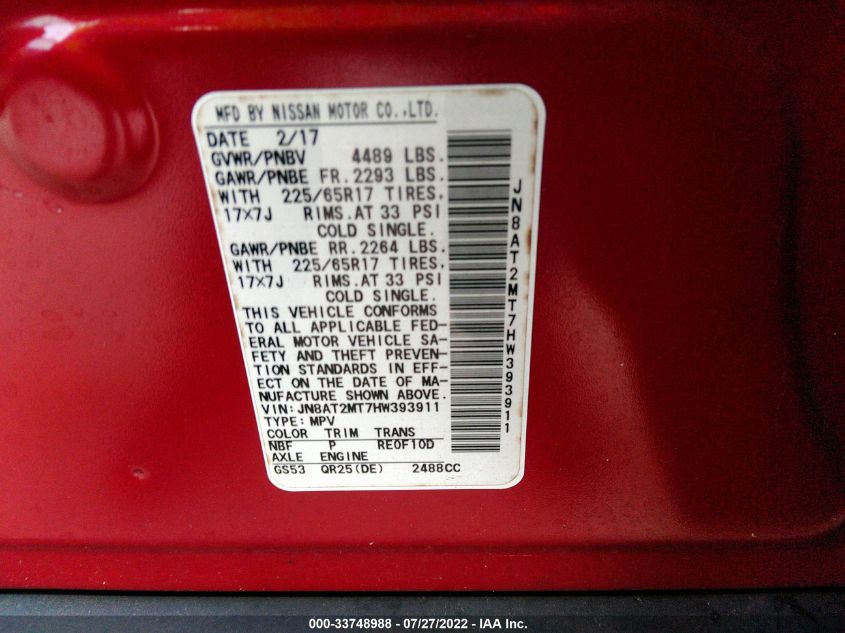 MFD BY NISSAN MOTOR CO.,LTD.
DATE 2/17
GVWR/PNBV 4489 LBS.
GAWR/PNBE FR.2293 LBS.
WITH 225/65R17 TIRES.
17X7J RIMS.AT 33 PSI
COLD SINGLE.
GAWR/PNBE RR.2264 LBS.
WITH 225/65R17 TIRES.
17X7J RIMS.AT 33 PSI
COLD SINGLE.
THIS VEHICLE CONFORMS
TO ALL APPLICABLE FED-
ERAL MOTOR VEHICLE SA-
FETY AND THEFT PREVEN-
TION STANDARDS IN EFF-
ECT ON THE DATE OF MA-
NUFACTURE SHOWN ABOVE.
VIN:JN8AT2MT7HW393911
TYPE:MPV
COLOR TRIM TRANS
NBF P RE0F10D
AXLE ENGINE
GS53 QR25(DE) 2488CC
JN8AT2MT7HW393911
000-33748988 - 07/27/2022 - IAA Inc.